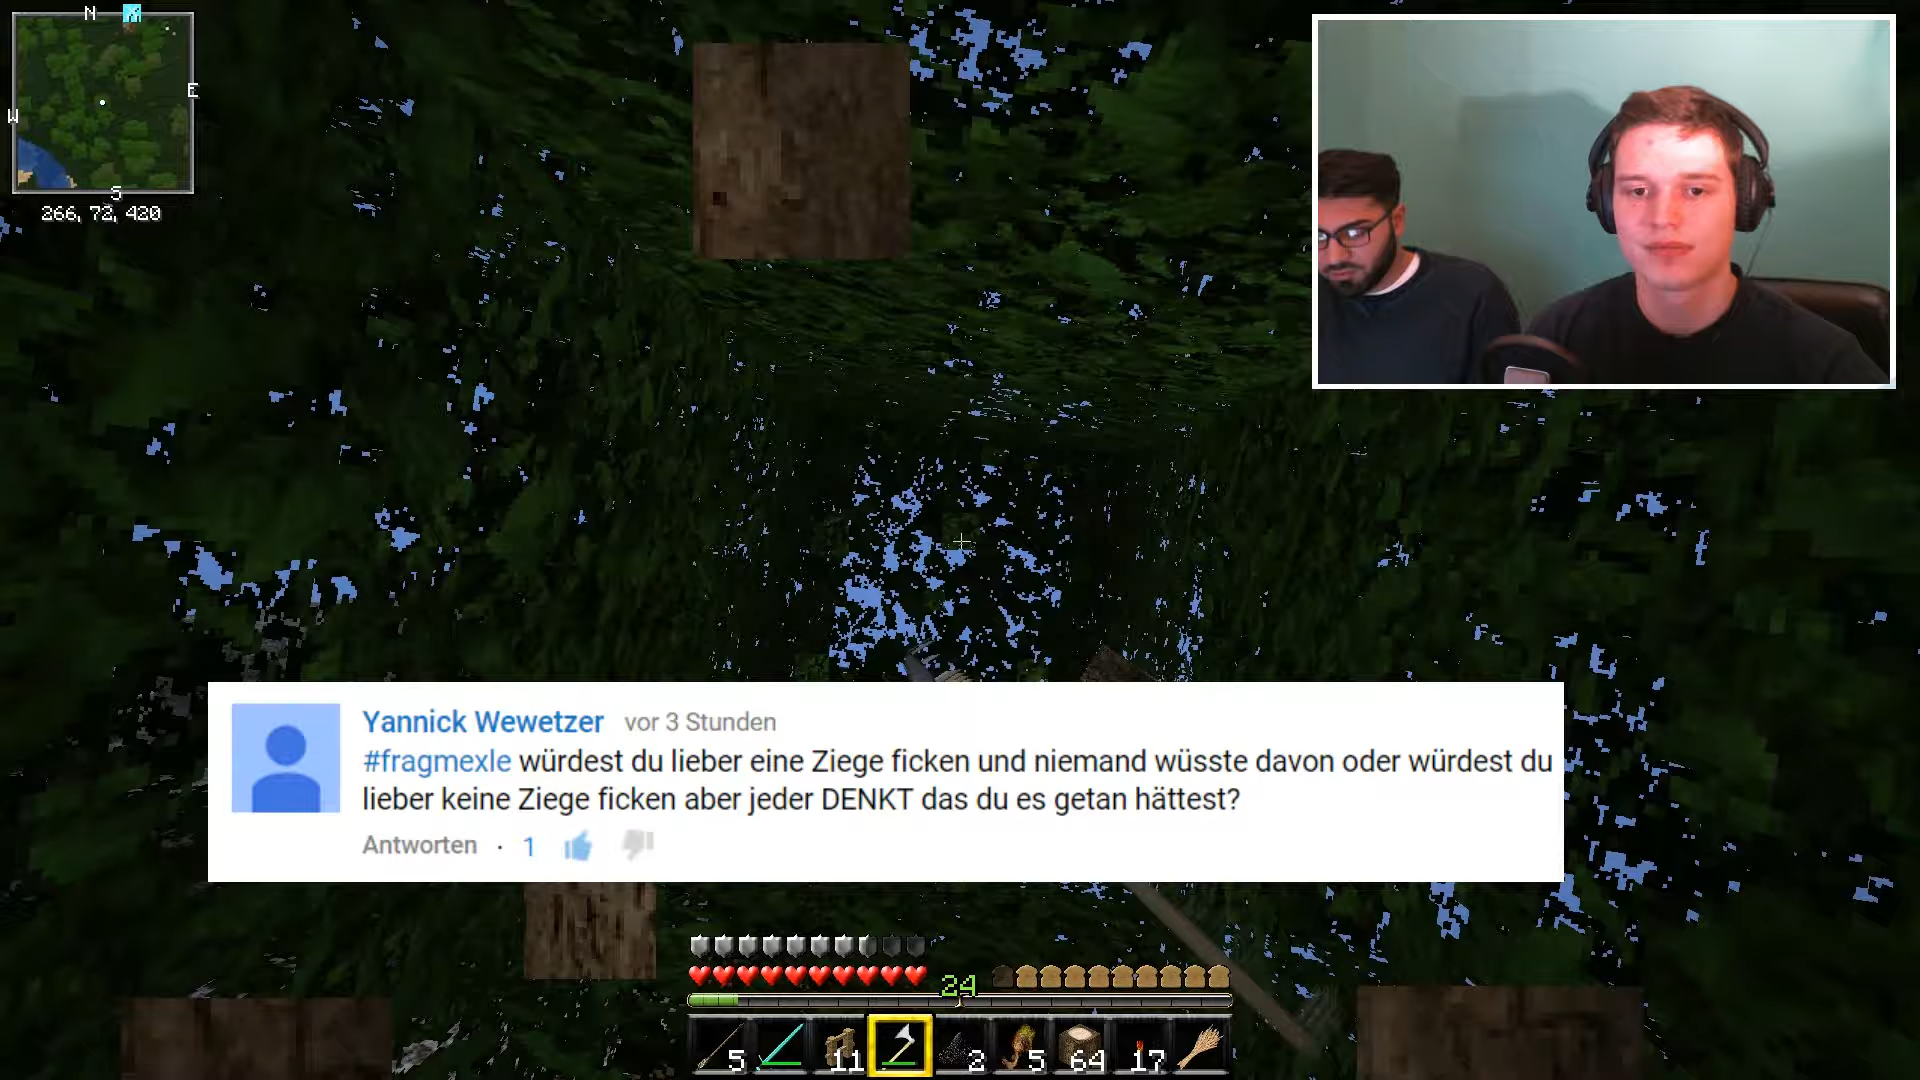 N
E
W
S
266, 72, 420
Yannick Wewetzer vor 3 Stunden
#fragmexle würdest du lieber eine Ziege ficken und niemand wüsste davon oder würdest du
lieber keine Ziege ficken aber jeder DENKT das du es getan hättest?
Antworten · 1
24
5 11 2 5 64 17